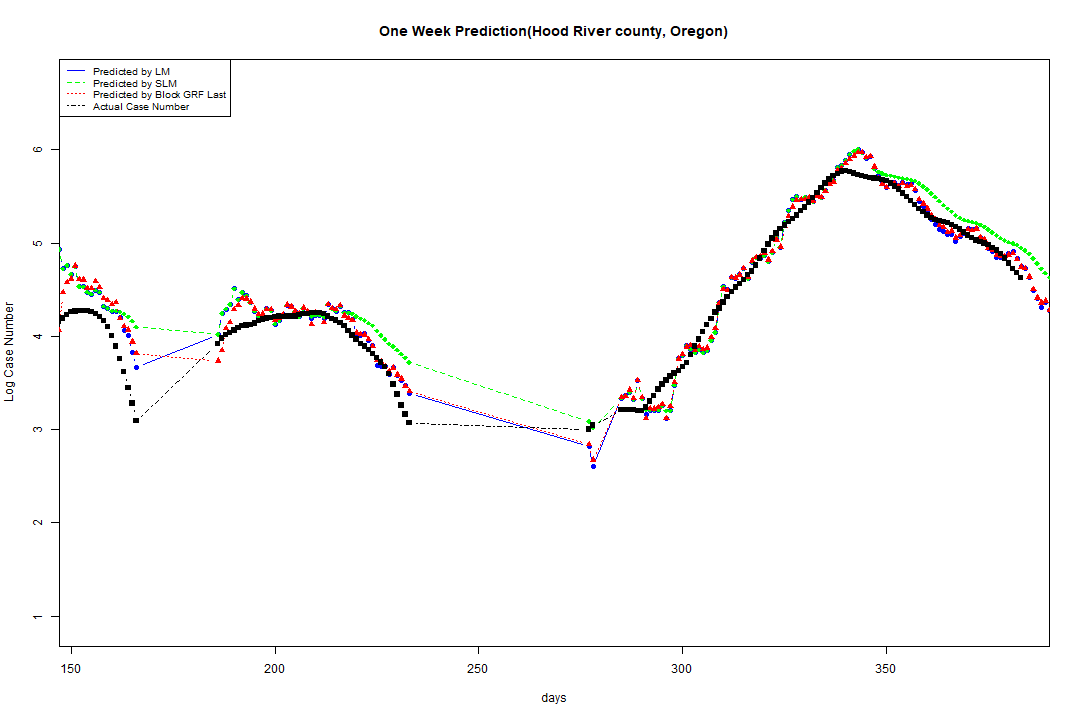 One Week Prediction(Hood River county, Oregon)
Predicted by LM
Predicted by SLM
Predicted by Block GRF Last
Actual Case Number
Log Case Number
6
5
4
3
2
1
150 200 250 300 350
days